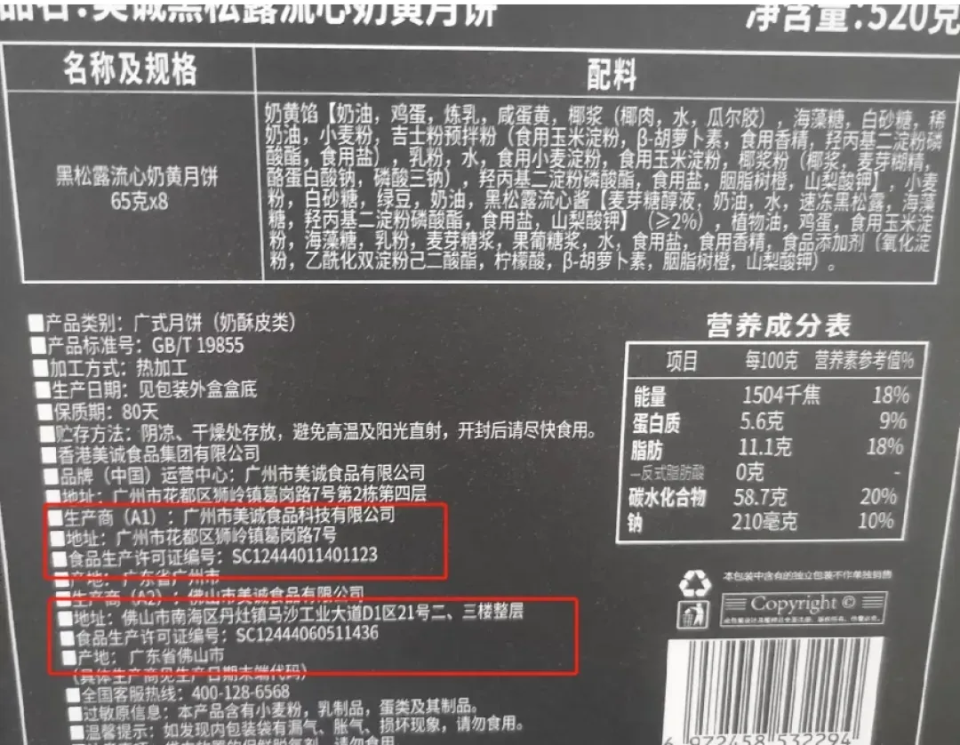 品名:美诚黑松露流心奶黄月饼
净含量:520克
名称及规格
配料
黑松露流心奶黄月饼
65克x8
奶黄馅【奶油，鸡蛋，炼乳，咸蛋黄，椰浆（椰肉，水，瓜尔胶），海藻糖，白砂糖，稀
奶油，小麦粉，吉士粉预拌粉（食用玉米淀粉，β-胡萝卜素，食用香精，羟丙基二淀粉磷
酸酯，食用盐），乳粉，水，食用小麦淀粉，食用玉米淀粉，椰浆粉（椰浆，麦芽糊精，
酪蛋白酸钠，磷酸三钠），羟丙基二淀粉磷酸酯，食用盐，胭脂树橙，山梨酸钾】，小麦
粉，白砂糖，绿豆，奶油，黑松露流心酱【麦芽糖醇液，奶油，水，速冻黑松露，海藻
糖，羟丙基二淀粉磷酸酯，食用盐，山梨酸钾】（≥2%），植物油，鸡蛋，食用玉米淀
粉，海藻糖，乳粉，麦芽糖浆，果葡糖浆，水，食用盐，食用香精，食品添加剂（氧化淀
粉，乙酰化双淀粉己二酸酯，柠檬酸，β-胡萝卜素，胭脂树橙，山梨酸钾）。
■产品类别：广式月饼（奶酥皮类）
■产品标准号：GB/T 19855
■加工方式：热加工
■生产日期：见包装外盒盒底
■保质期：80天
■贮存方法：阴凉、干燥处存放，避免高温及阳光直射，开封后请尽快食用。
■香港美诚食品集团有限公司
■品牌（中国）运营中心：广州市美诚食品有限公司
■地址：广州市花都区狮岭镇葛岗路7号第2栋第四层
■生产商（A1）：广州市美诚食品科技有限公司
■地址：广州市花都区狮岭镇葛岗路7号
■食品生产许可证编号：SC12444011401123
■产地：广东省广州市
■生产商（A2）：佛山市美诚食品有限公司
■地址：佛山市南海区丹灶镇马沙工业大道D1区21号二、三楼整层
■食品生产许可证编号：SC12444060511436
■产地：广东省佛山市
（具体生产商见生产日期末端代码）
■全国客服热线：400-128-6568
■过敏原信息：本产品含有小麦粉，乳制品，蛋类及其制品。
■温馨提示：如发现内包装袋有漏气、胀气、损坏现象，请勿食用。
营养成分表
项目 每100克 营养素参考值%
能量 1504千焦 18%
蛋白质 5.6克 9%
脂肪 11.1克 18%
—反式脂肪酸 0克 -
碳水化合物 58.7克 20%
钠 210毫克 10%
本包装中含有的独立包装不作单独销售
Copyright ©
6 972458 532294